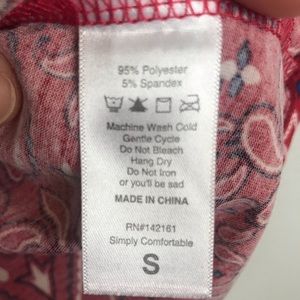 95% Polyester
5% Spandex
Machine Wash Cold
Gentle Cycle
Do Not Bleach
Hang Dry
Do Not Iron
or you'll be sad
MADE IN CHINA
RN#142161
Simply Comfortable
S